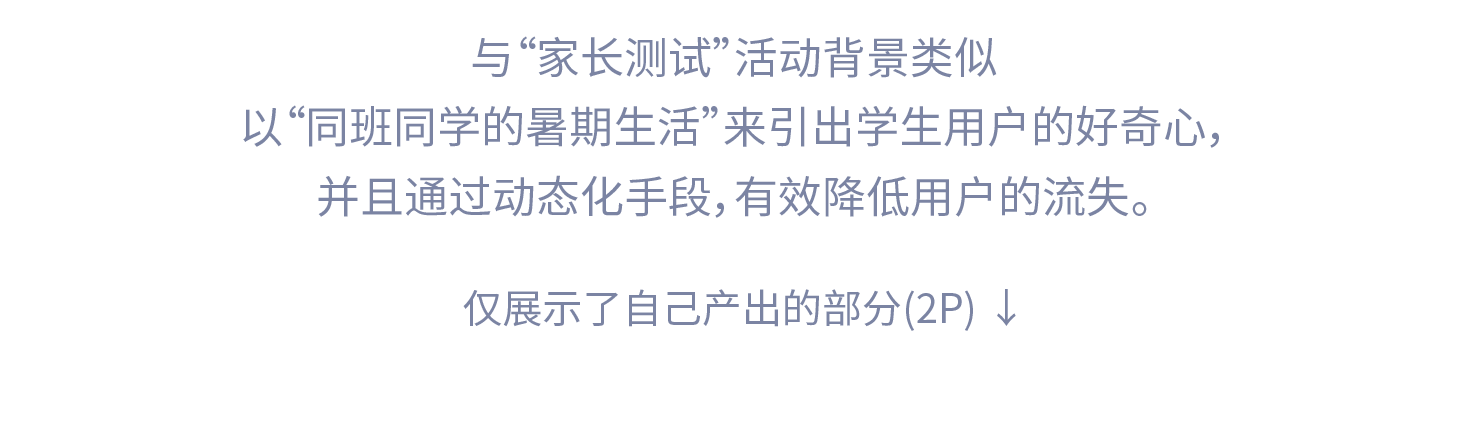 与“家长测试”活动背景类似
以“同班同学的暑期生活”来引出学生用户的好奇心，
并且通过动态化手段，有效降低用户的流失。
仅展示了自己产出的部分(2P) ↓